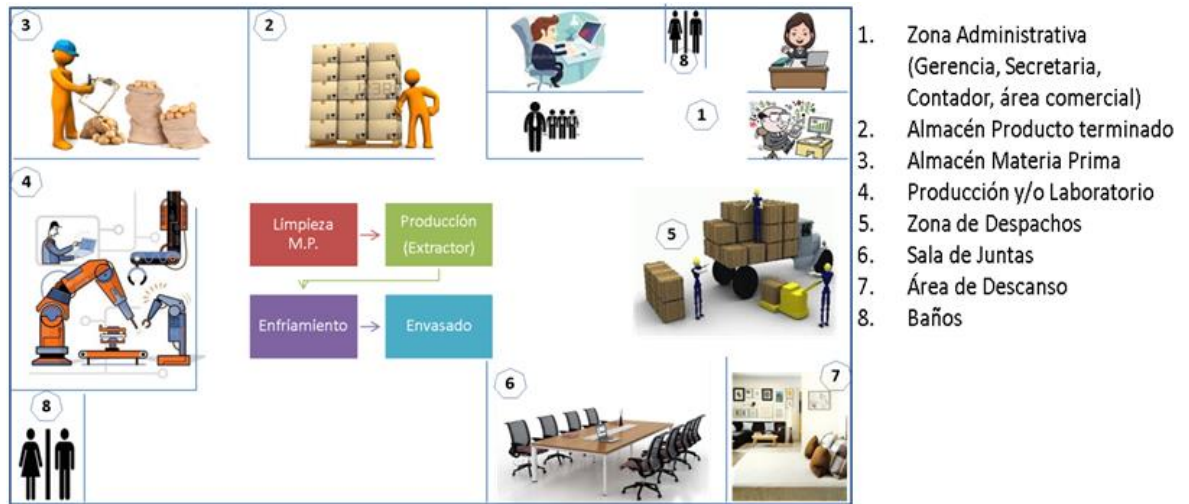 3
2
8
1
4
5
6
7
8
Limpieza
M.P.
Producción
(Extractor)
Enfriamiento
Envasado
1. Zona Administrativa
(Gerencia, Secretaria,
Contador, área comercial)
2. Almacén Producto terminado
3. Almacén Materia Prima
4. Producción y/o Laboratorio
5. Zona de Despachos
6. Sala de Juntas
7. Área de Descanso
8. Baños